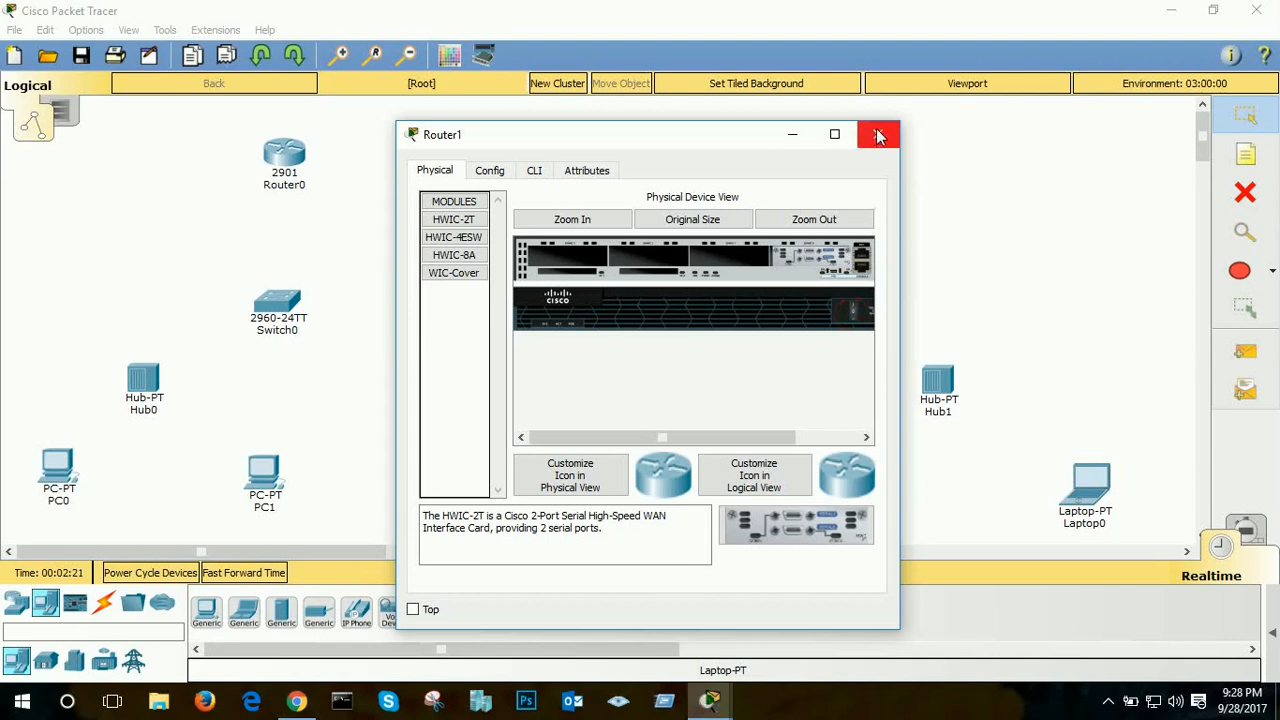 Cisco Packet Tracer
File Edit Options View Tools Extensions Help
Logical
Back
[Root]
New Cluster
Move Object
Set Tiled Background
Viewport
Environment: 03:00:00
2901
Router0
2960-24TT
Switch0
Hub-PT
Hub0
PC-PT
PC0
PC-PT
PC1
Router1
Physical Config CLI Attributes
MODULES
HWIC-2T
HWIC-4ESW
HWIC-8A
WIC-Cover
Physical Device View
Zoom In Original Size Zoom Out
CISCO
Customize
Icon in
Physical View
Customize
Icon in
Logical View
The HWIC-2T is a Cisco 2-Port Serial High-Speed WAN
Interface Card, providing 2 serial ports.
Top
Hub-PT
Hub1
Laptop-PT
Laptop0
Time: 00:02:21
Power Cycle Devices
Fast Forward Time
Realtime
Generic Generic Generic Generic IP Phone
Laptop-PT
9:28 PM
9/28/2017